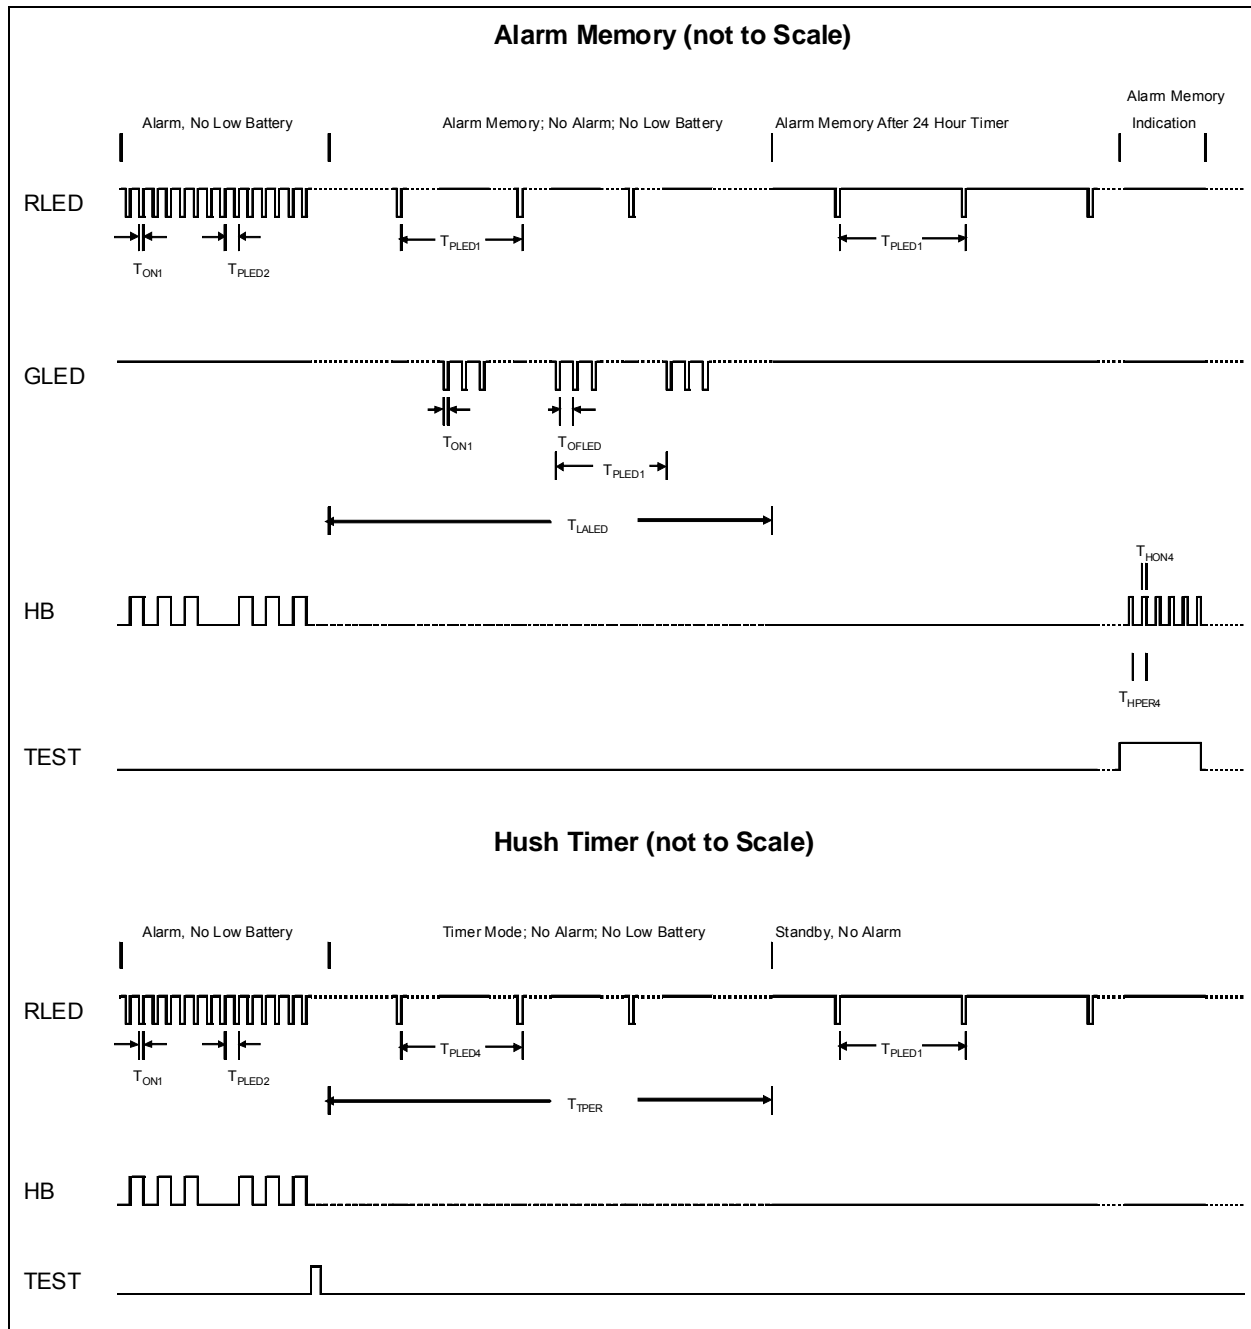 Alarm Memory (not to Scale)
Alarm Memory
Alarm, No Low Battery
Alarm Memory; No Alarm; No Low Battery
Alarm Memory After 24 Hour Timer
Indication
RLED
TPLED1
TPLED1
TON1
TPLED2
GLED
TON1
TOFLED
TPLED1
TLALED
THON4
HB
THPER4
TEST
Hush Timer (not to Scale)
Alarm, No Low Battery
Timer Mode; No Alarm; No Low Battery
Standby, No Alarm
RLED
TPLED4
TPLED1
TON1
TPLED2
TTPER
HB
TEST